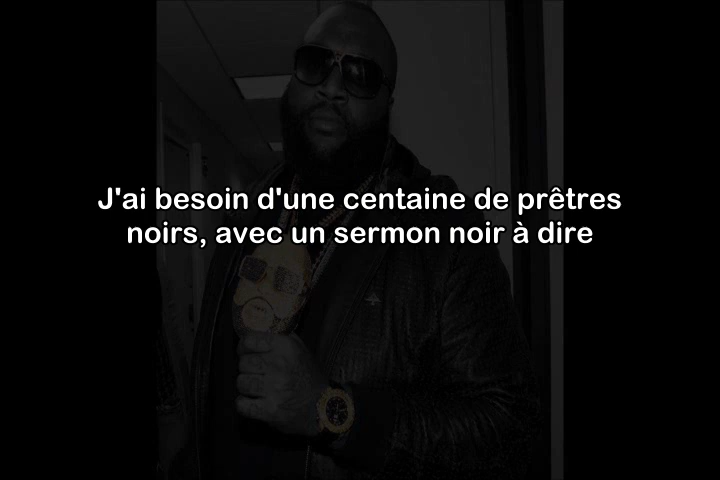 J'ai besoin d'une centaine de prêtres
noirs, avec un sermon noir à dire